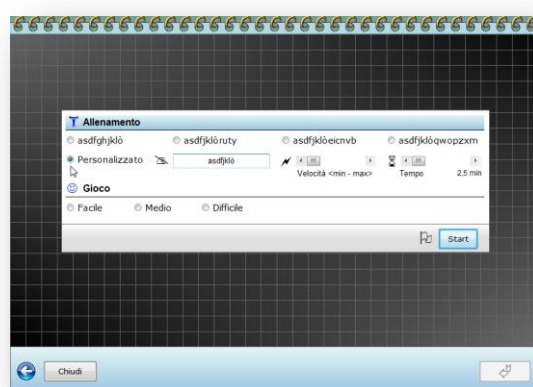 Allenamento
asdfghjklò asdfjklòruty asdfjklòeicnvb asdfjklòqwopzxm
Personalizzato asdfjklò
Velocità <min - max> Tempo 2,5 min
Gioco
Facile Medio Difficile
Start
Chiudi